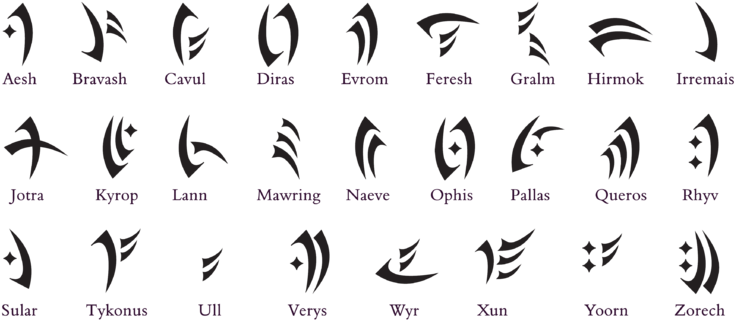 Aesh Bravash Cavul Diras Evrom Feresh Gralm Hirmok Irremais
Jotra Kyrop Lann Mawring Naeve Ophis Pallas Queros Rhyv
Sular Tykonus Ull Verys Wyr Xun Yoorn Zorech